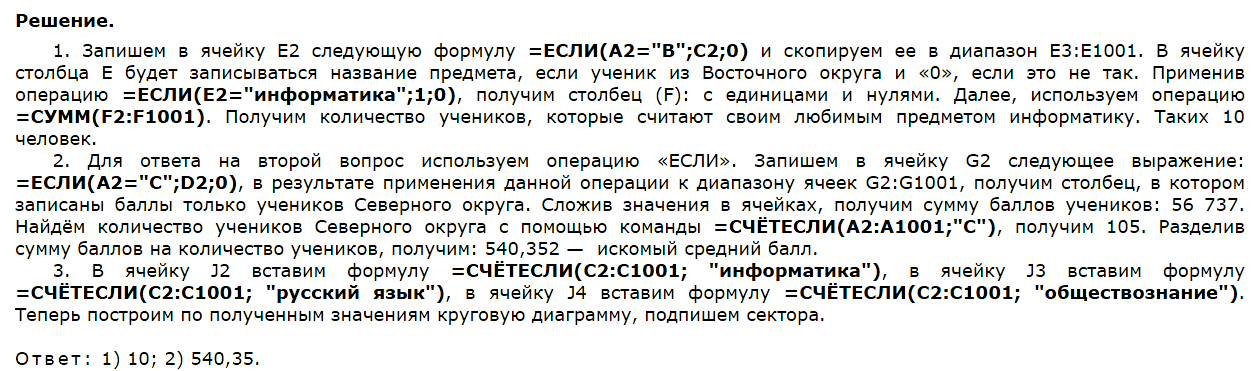 Решение.
1. Запишем в ячейку E2 следующую формулу =ЕСЛИ(A2="В";C2;0) и скопируем ее в диапазон E3:E1001. В ячейку
столбца E будет записываться название предмета, если ученик из Восточного округа и «0», если это не так. Применив
операцию =ЕСЛИ(E2="информатика";1;0), получим столбец (F): с единицами и нулями. Далее, используем операцию
=СУММ(F2:F1001). Получим количество учеников, которые считают своим любимым предметом информатику. Таких 10
человек.
2. Для ответа на второй вопрос используем операцию «ЕСЛИ». Запишем в ячейку G2 следующее выражение:
=ЕСЛИ(A2="С";D2;0), в результате применения данной операции к диапазону ячеек G2:G1001, получим столбец, в котором
записаны баллы только учеников Северного округа. Сложив значения в ячейках, получим сумму баллов учеников: 56 737.
Найдём количество учеников Северного округа с помощью команды =СЧЁТЕСЛИ(A2:A1001;"С"), получим 105. Разделив
сумму баллов на количество учеников, получим: 540,352 — искомый средний балл.
3. В ячейку J2 вставим формулу =СЧЁТЕСЛИ(C2:C1001; "информатика"), в ячейку J3 вставим формулу
=СЧЁТЕСЛИ(C2:C1001; "русский язык"), в ячейку J4 вставим формулу =СЧЁТЕСЛИ(C2:C1001; "обществознание").
Теперь построим по полученным значениям круговую диаграмму, подпишем сектора.
Ответ: 1) 10; 2) 540,35.